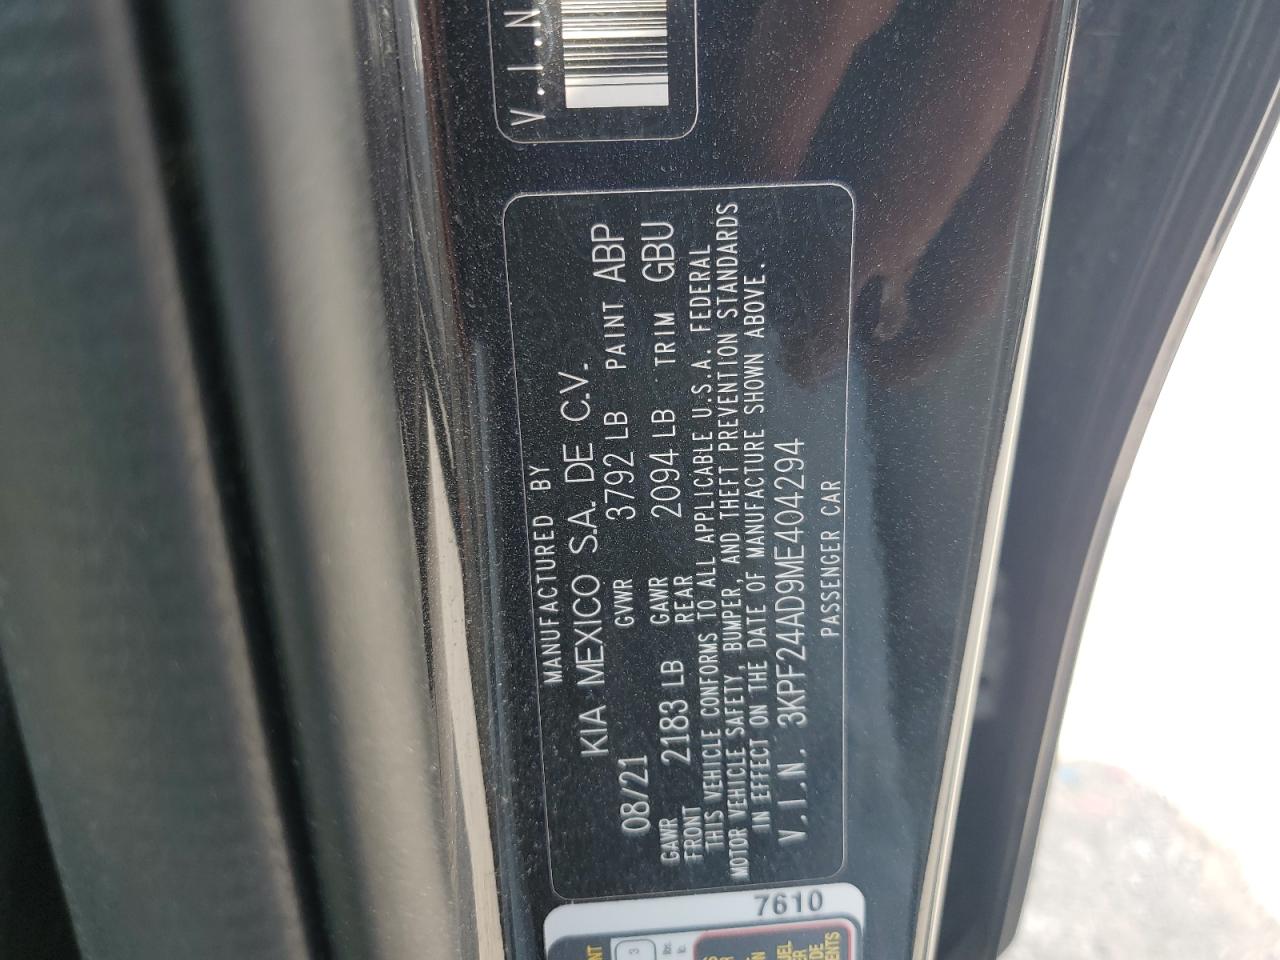 V.I.N
MANUFACTURED BY
KIA MEXICO S.A. DE C.V.
08/21 GVWR 3792 LB PAINT ABP
GAWR FRONT 2183 LB GAWR REAR 2094 LB TRIM GBU
THIS VEHICLE CONFORMS TO ALL APPLICABLE U.S.A. FEDERAL
MOTOR VEHICLE SAFETY, BUMPER, AND THEFT PREVENTION STANDARDS
IN EFFECT ON THE DATE OF MANUFACTURE SHOWN ABOVE.
V.I.N. 3KPF24AD9ME404294
PASSENGER CAR
7610